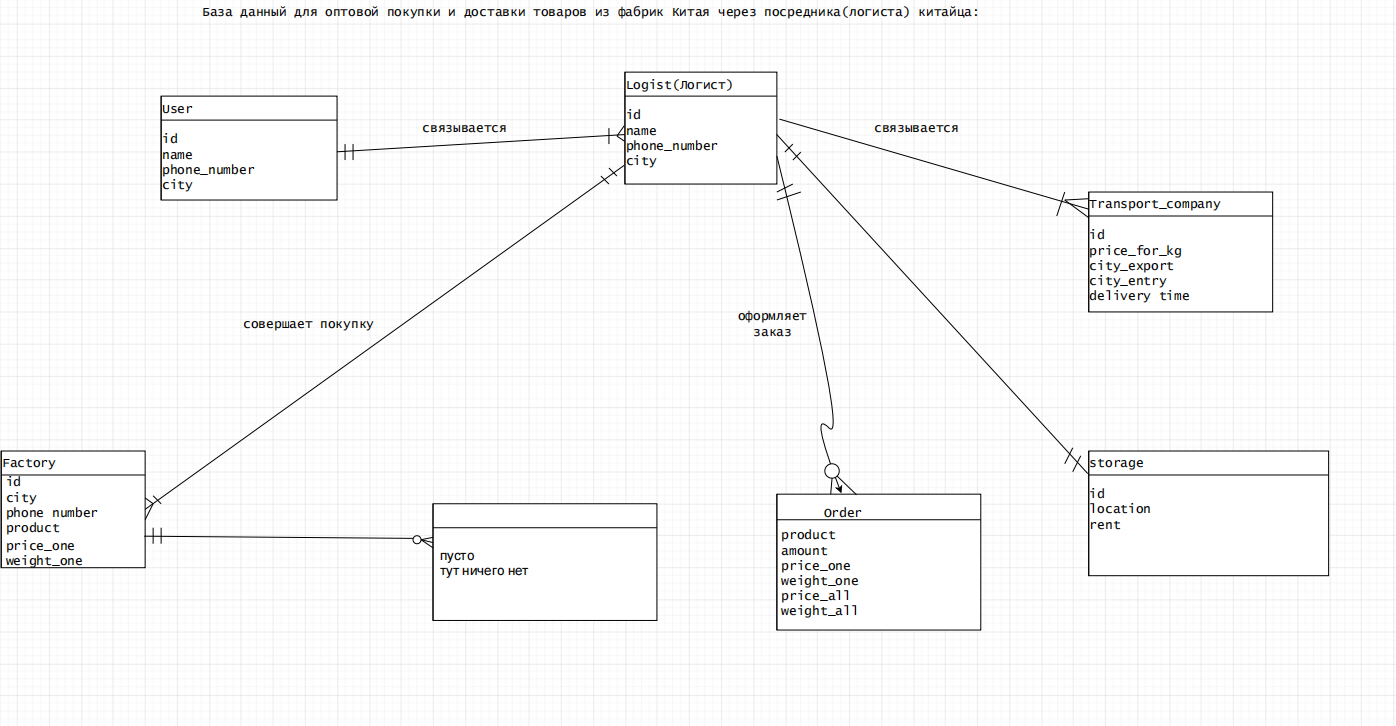 База данный для оптовой покупки и доставки товаров из фабрик Китая через посредника(логиста) китайца:
User
id
name
phone_number
city
связывается
Logist(Логист)
id
name
phone_number
city
связывается
Transport_company
id
price_for_kg
city_export
city_entry
delivery time
совершает покупку
оформляет
заказ
Factory
id
city
phone number
product
price_one
weight_one
пусто
тут ничего нет
Order
product
amount
price_one
weight_one
price_all
weight_all
storage
id
location
rent